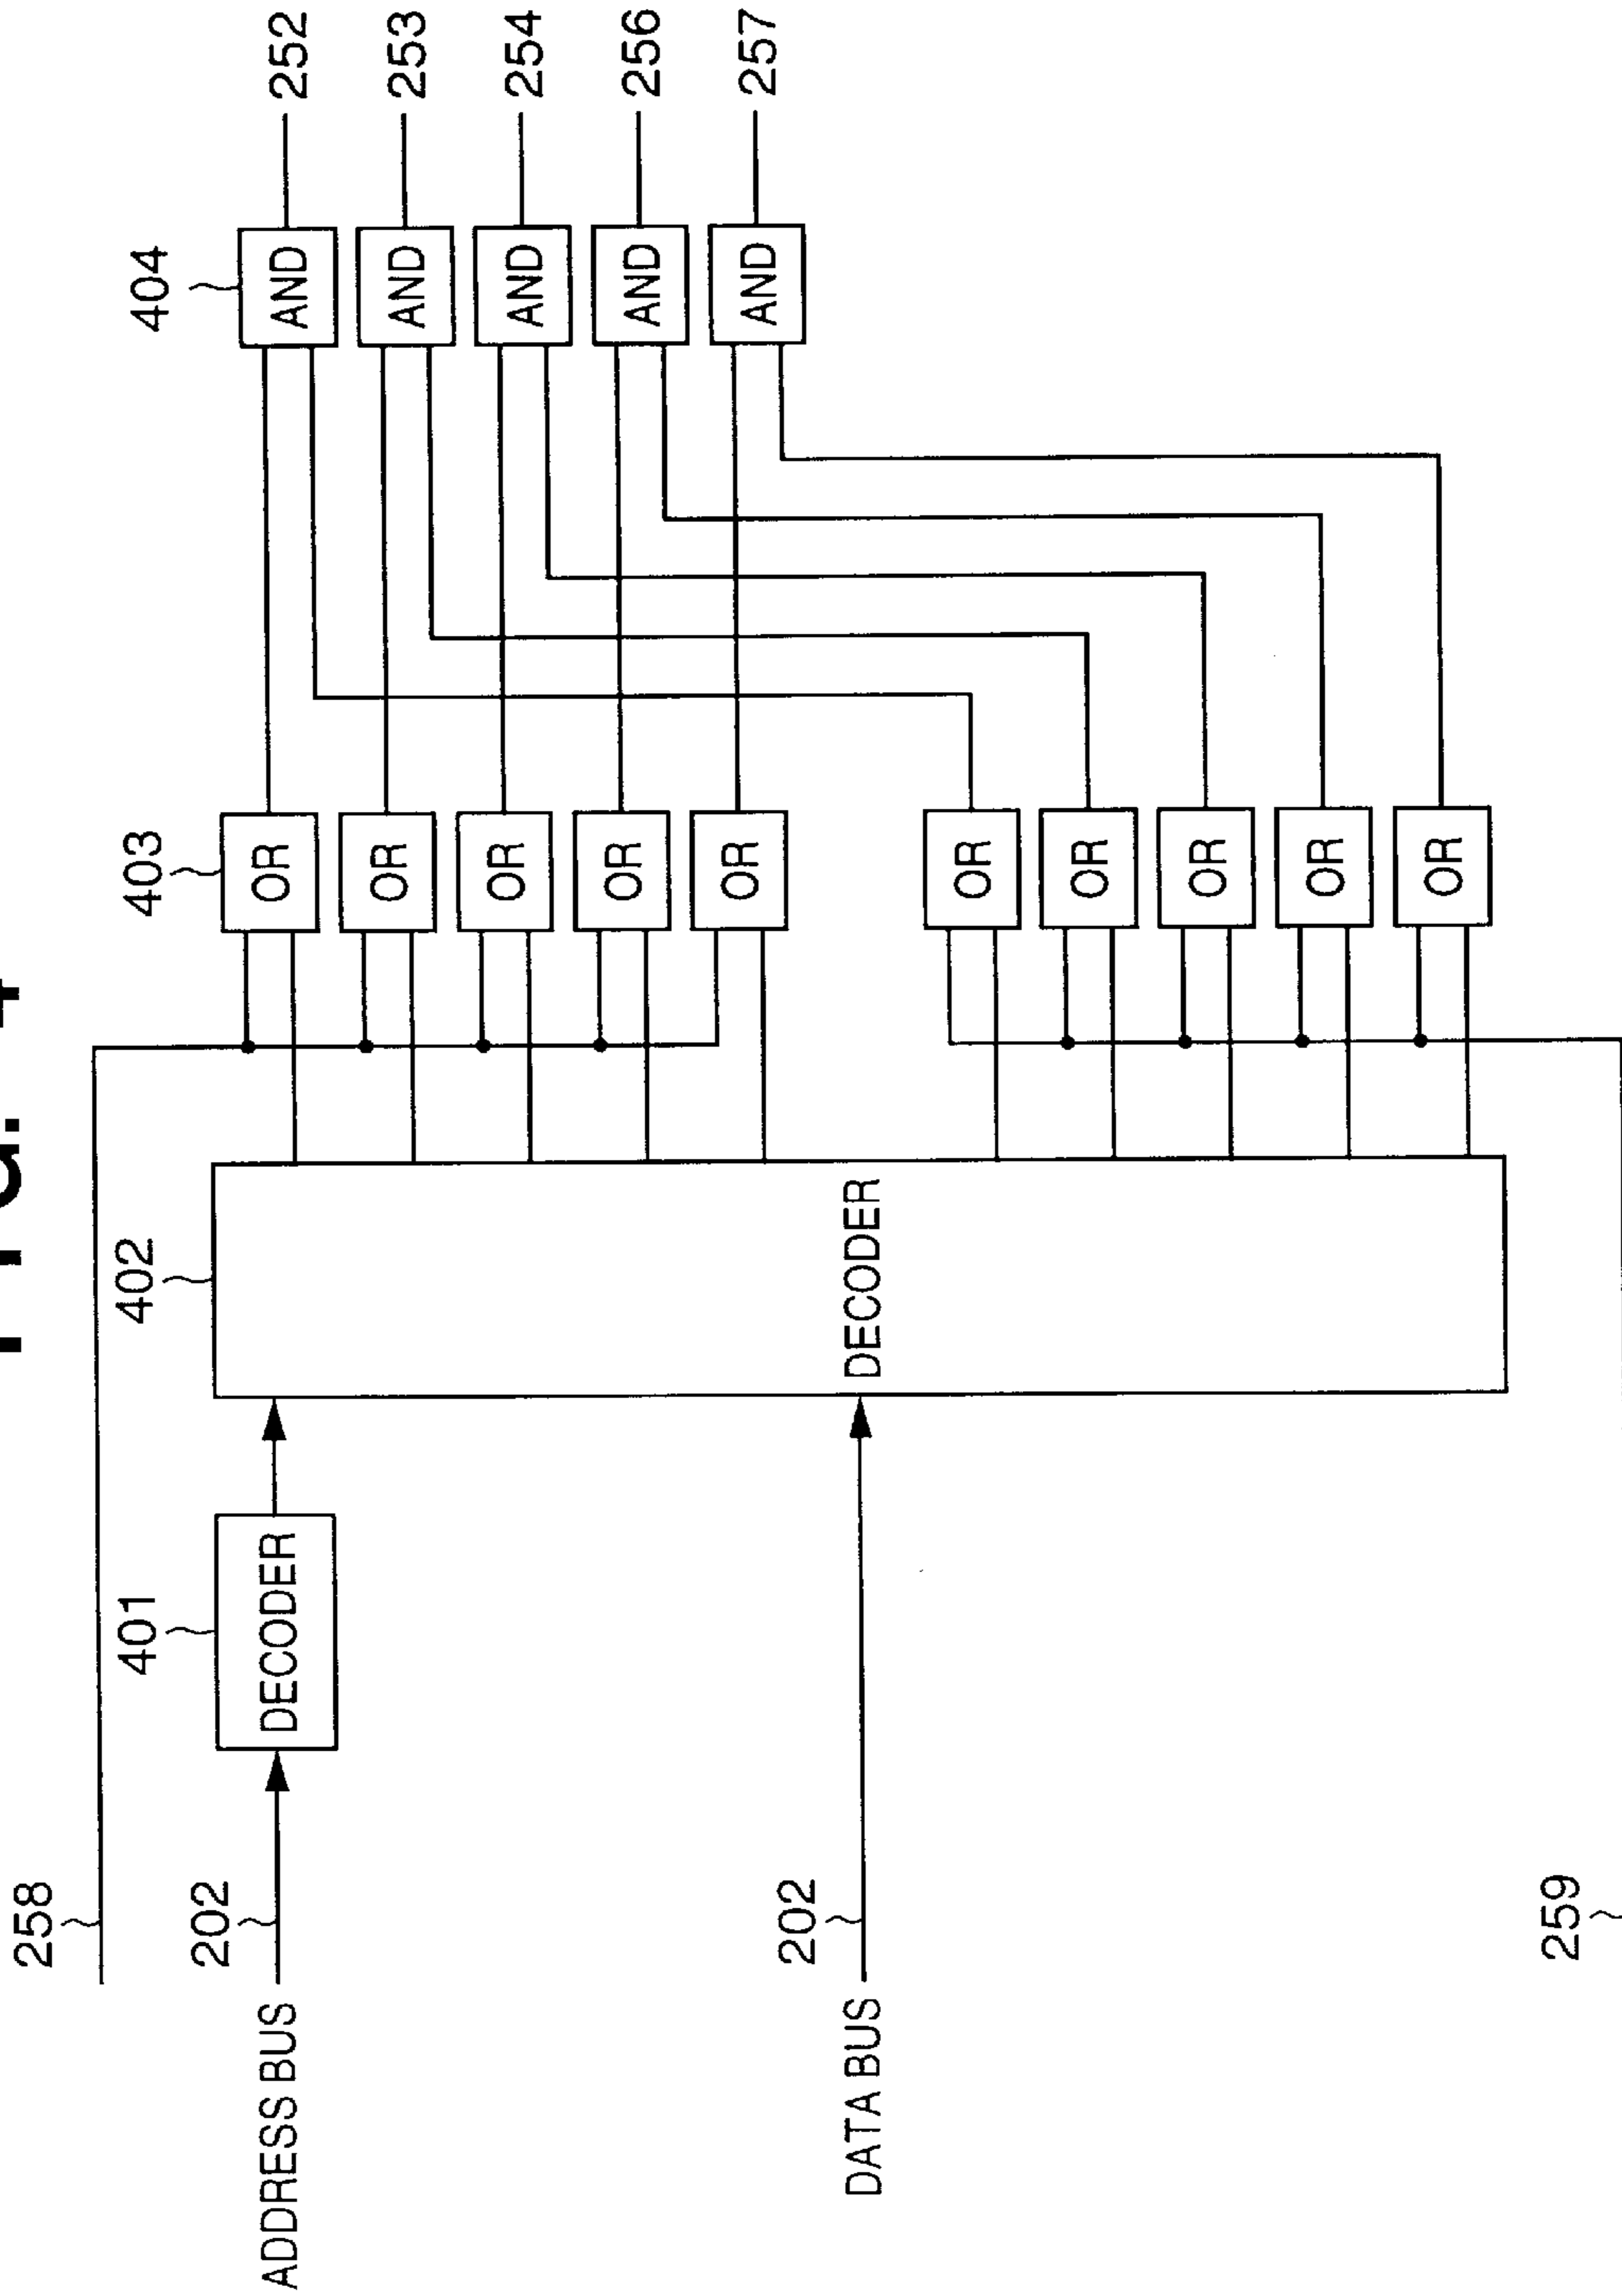 258
ADDRESS BUS
202
401
DECODER
402
DECODER
403
OR
OR
OR
OR
OR
404
AND
AND
AND
AND
AND
252
253
254
256
257
DATA BUS
202
OR
OR
OR
OR
OR
259